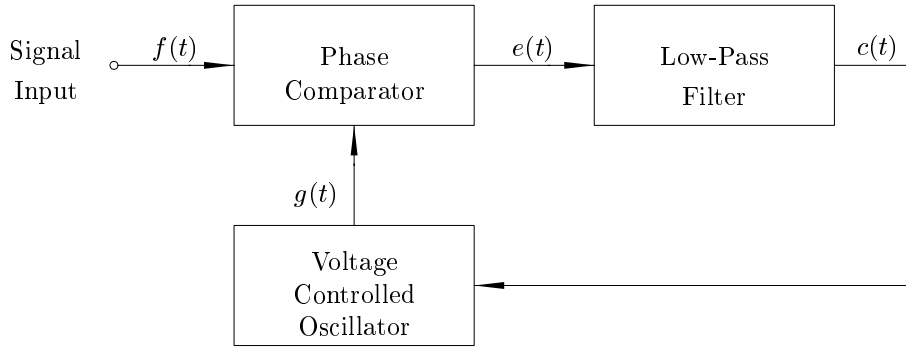 Signal
Input
f(t)
Phase
Comparator
e(t)
Low-Pass
Filter
c(t)
g(t)
Voltage
Controlled
Oscillator